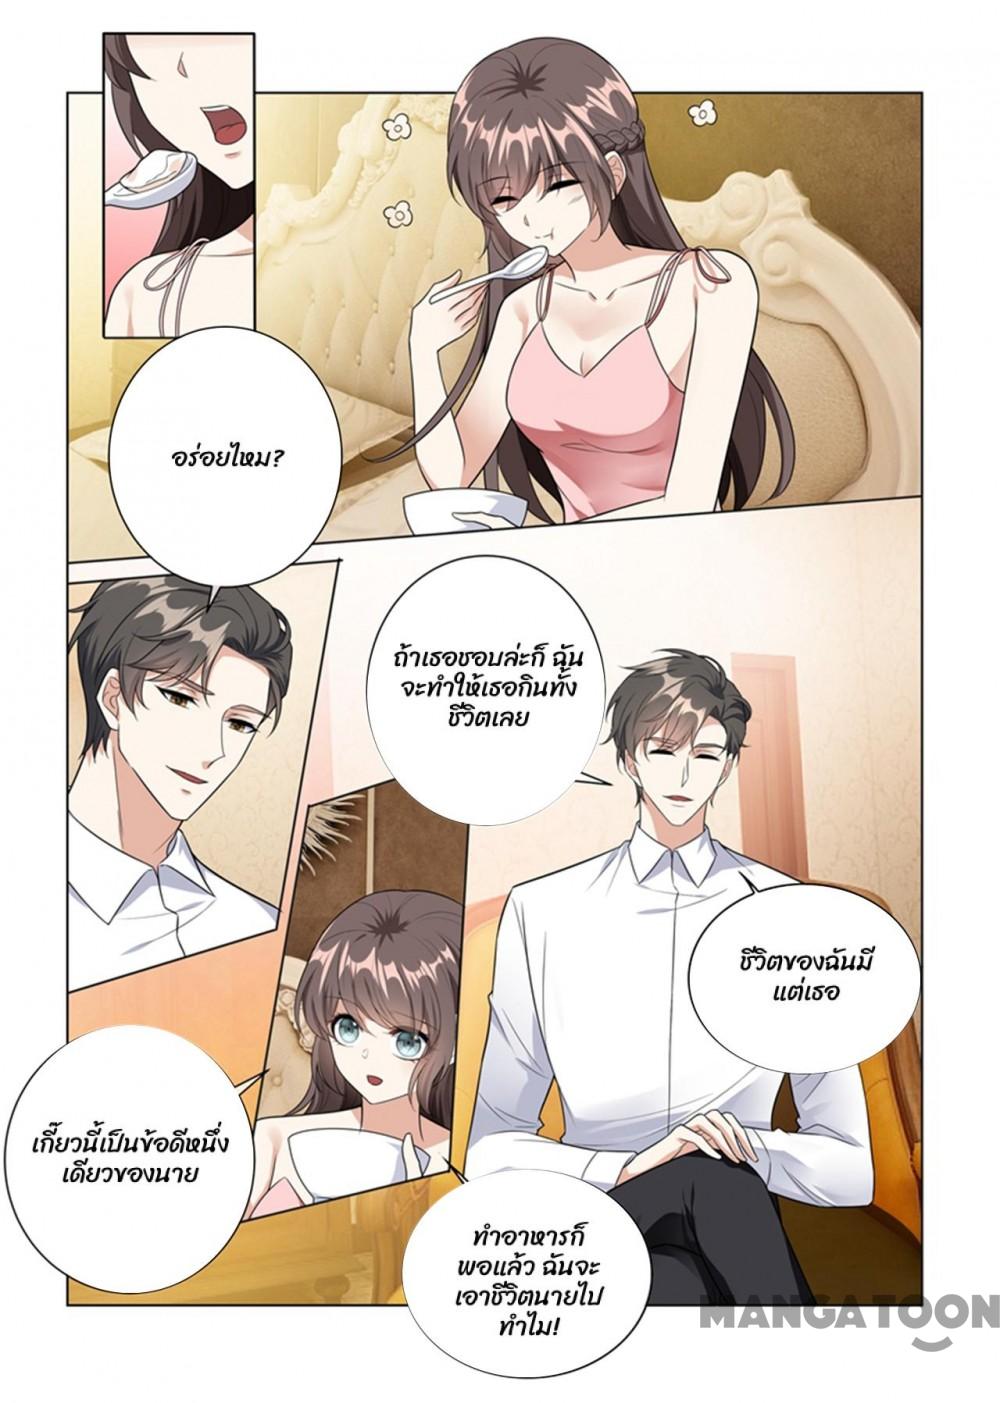 อร่อยไหม?
ถ้าเธอชอบล่ะก็ ฉัน
จะทำให้เธอกินทั้ง
ชีวิตเลย
ชีวิตของฉันมี
แต่เธอ
เกี๊ยวนี้เป็นข้อดีหนึ่ง
เดียวของนาย
ทำอาหารก็
พอแล้ว ฉันจะ
เอาชีวิตนายไป
ทำไม!
MANGATOON